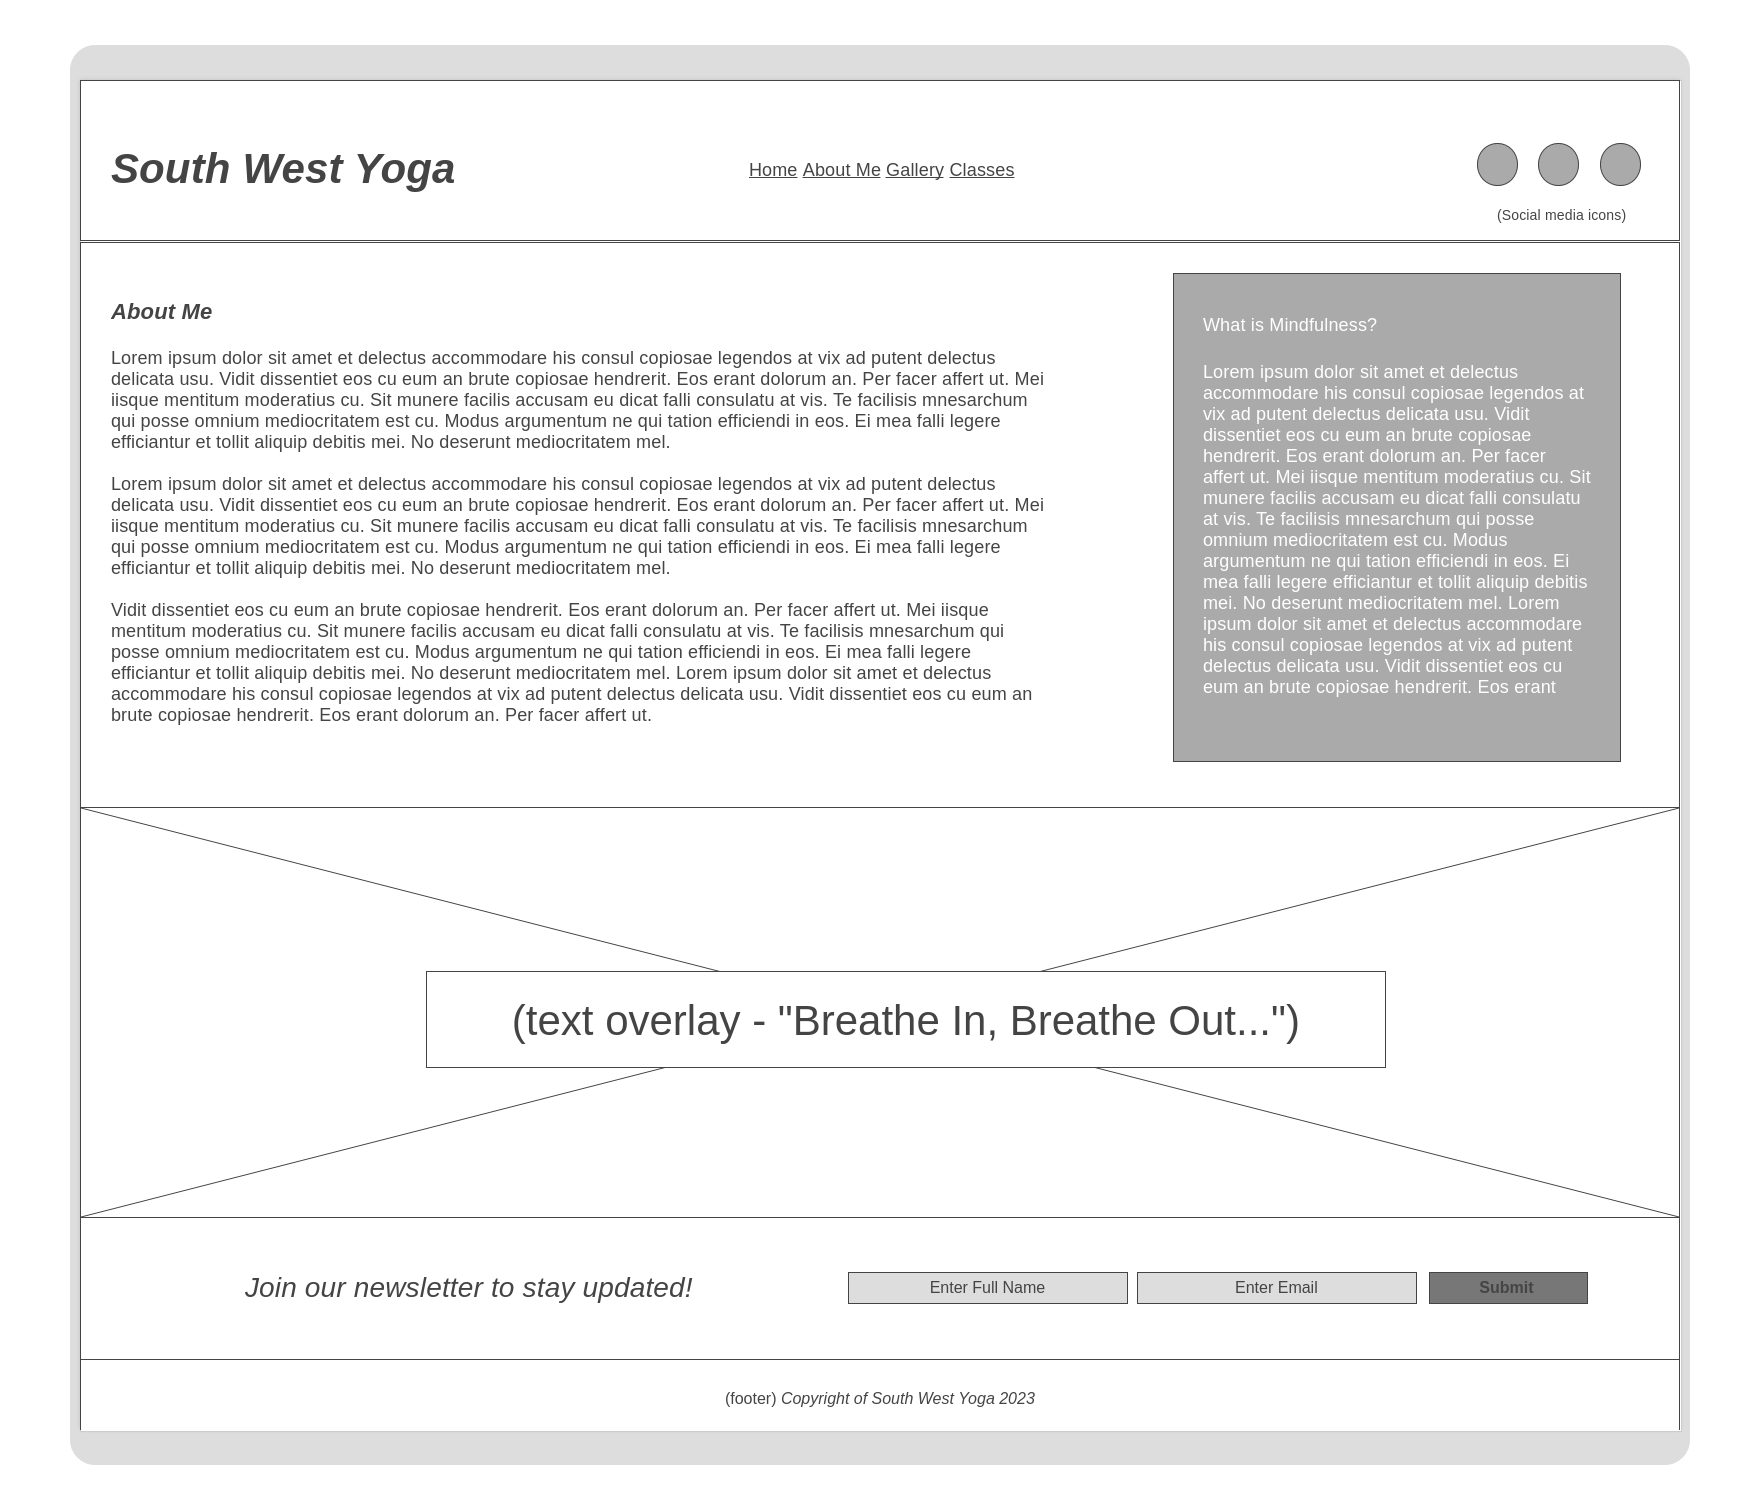 South West Yoga
Home About Me Gallery Classes
(Social media icons)
About Me
Lorem ipsum dolor sit amet et delectus accommodare his consul copiosae legendos at vix ad putent delectus
delicata usu. Vidit dissentiet eos cu eum an brute copiosae hendrerit. Eos erant dolorum an. Per facer affert ut. Mei
iisque mentitum moderatius cu. Sit munere facilis accusam eu dicat falli consulatu at vis. Te facilisis mnesarchum
qui posse omnium mediocritatem est cu. Modus argumentum ne qui tation efficiendi in eos. Ei mea falli legere
efficiantur et tollit aliquip debitis mei. No deserunt mediocritatem mel.
Lorem ipsum dolor sit amet et delectus accommodare his consul copiosae legendos at vix ad putent delectus
delicata usu. Vidit dissentiet eos cu eum an brute copiosae hendrerit. Eos erant dolorum an. Per facer affert ut. Mei
iisque mentitum moderatius cu. Sit munere facilis accusam eu dicat falli consulatu at vis. Te facilisis mnesarchum
qui posse omnium mediocritatem est cu. Modus argumentum ne qui tation efficiendi in eos. Ei mea falli legere
efficiantur et tollit aliquip debitis mei. No deserunt mediocritatem mel.
Vidit dissentiet eos cu eum an brute copiosae hendrerit. Eos erant dolorum an. Per facer affert ut. Mei iisque
mentitum moderatius cu. Sit munere facilis accusam eu dicat falli consulatu at vis. Te facilisis mnesarchum qui
posse omnium mediocritatem est cu. Modus argumentum ne qui tation efficiendi in eos. Ei mea falli legere
efficiantur et tollit aliquip debitis mei. No deserunt mediocritatem mel. Lorem ipsum dolor sit amet et delectus
accommodare his consul copiosae legendos at vix ad putent delectus delicata usu. Vidit dissentiet eos cu eum an
brute copiosae hendrerit. Eos erant dolorum an. Per facer affert ut.
What is Mindfulness?
Lorem ipsum dolor sit amet et delectus
accommodare his consul copiosae legendos at
vix ad putent delectus delicata usu. Vidit
dissentiet eos cu eum an brute copiosae
hendrerit. Eos erant dolorum an. Per facer
affert ut. Mei iisque mentitum moderatius cu. Sit
munere facilis accusam eu dicat falli consulatu
at vis. Te facilisis mnesarchum qui posse
omnium mediocritatem est cu. Modus
argumentum ne qui tation efficiendi in eos. Ei
mea falli legere efficiantur et tollit aliquip debitis
mei. No deserunt mediocritatem mel. Lorem
ipsum dolor sit amet et delectus accommodare
his consul copiosae legendos at vix ad putent
delectus delicata usu. Vidit dissentiet eos cu
eum an brute copiosae hendrerit. Eos erant
(text overlay - "Breathe In, Breathe Out...")
Join our newsletter to stay updated!
Enter Full Name
Enter Email
Submit
(footer) Copyright of South West Yoga 2023